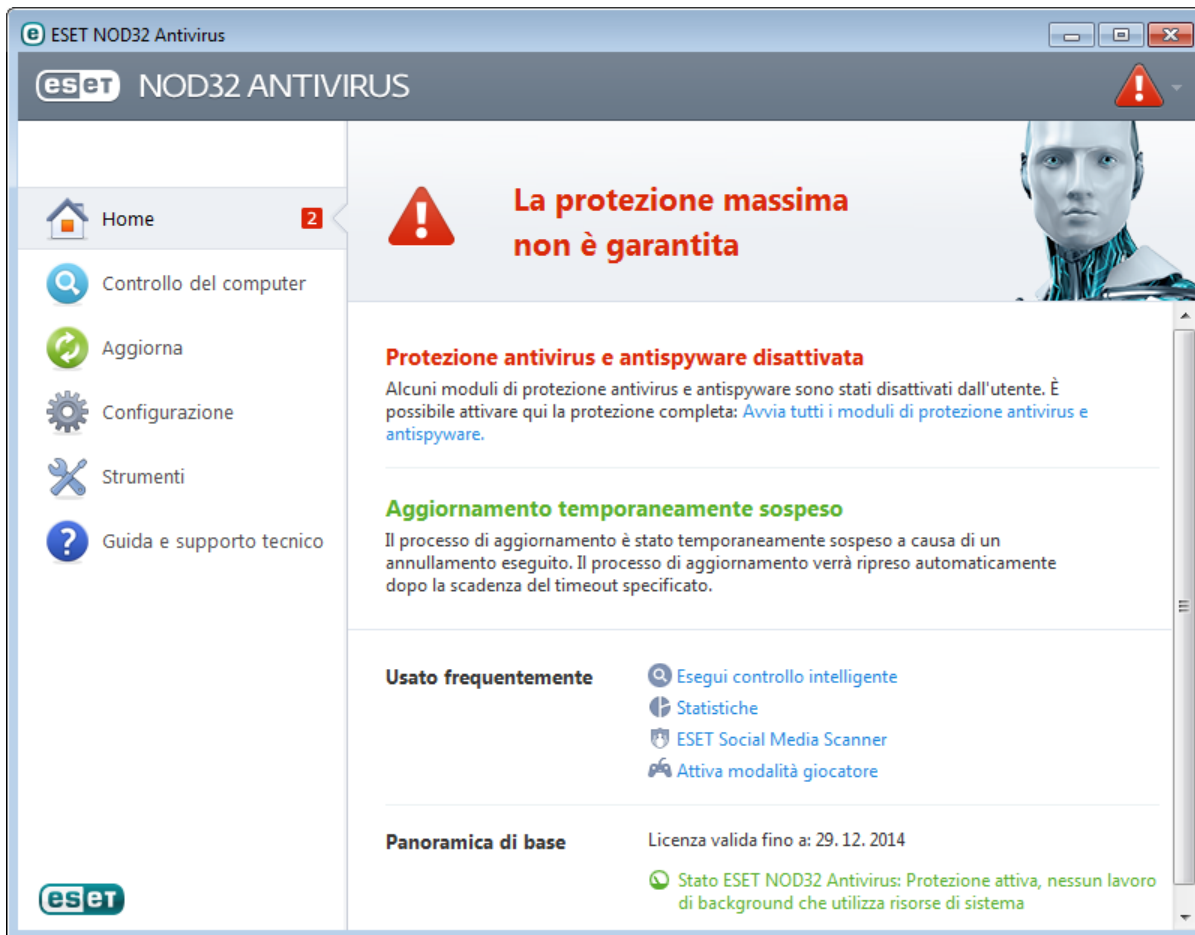 ESET NOD32 Antivirus
eset NOD32 ANTIVIRUS
Home 2
Controllo del computer
Aggiorna
Configurazione
Strumenti
Guida e supporto tecnico
La protezione massima
non è garantita
Protezione antivirus e antispyware disattivata
Alcuni moduli di protezione antivirus e antispyware sono stati disattivati dall'utente. È
possibile attivare qui la protezione completa: Avvia tutti i moduli di protezione antivirus e
antispyware.
Aggiornamento temporaneamente sospeso
Il processo di aggiornamento è stato temporaneamente sospeso a causa di un
annullamento eseguito. Il processo di aggiornamento verrà ripreso automaticamente
dopo la scadenza del timeout specificato.
Usato frequentemente
Esegui controllo intelligente
Statistiche
ESET Social Media Scanner
Attiva modalità giocatore
Panoramica di base
Licenza valida fino a: 29. 12. 2014
Stato ESET NOD32 Antivirus: Protezione attiva, nessun lavoro
di background che utilizza risorse di sistema
eset